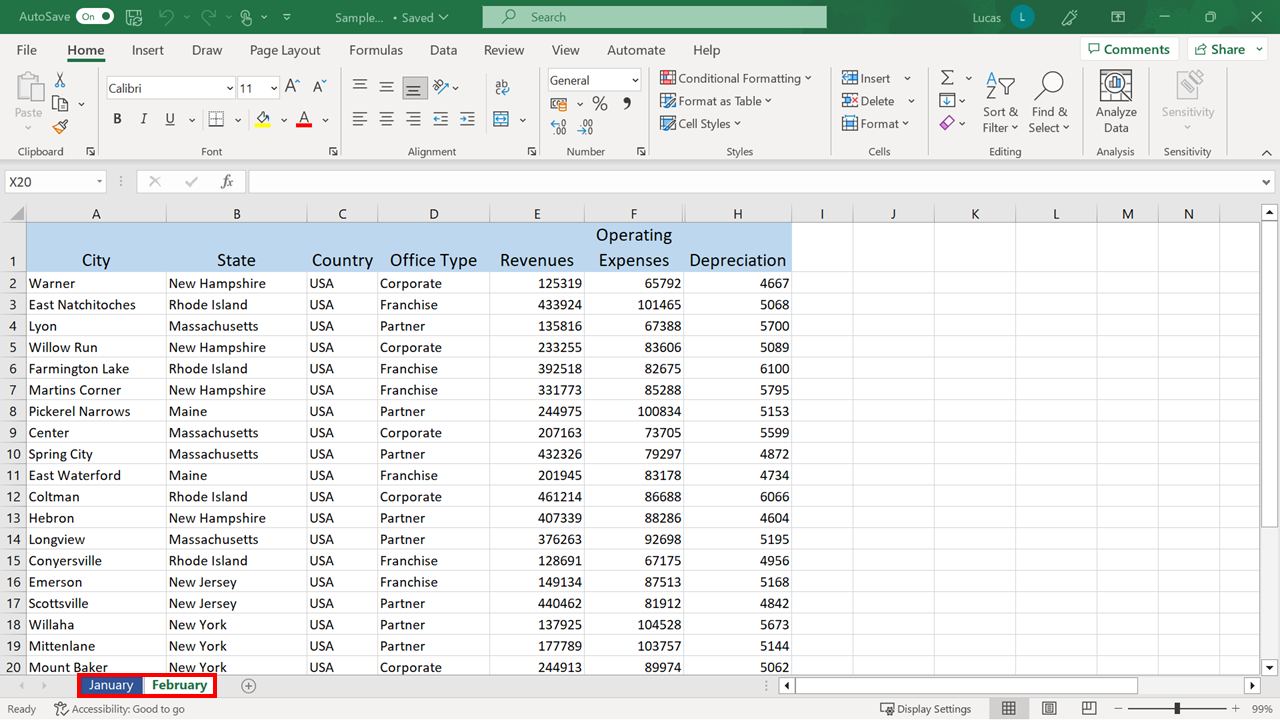 AutoSave On Sample... • Saved Search Lucas L
File Home Insert Draw Page Layout Formulas Data Review View Automate Help Comments Share
Paste
Calibri 11
B I U A
General
% 9
Conditional Formatting
Format as Table
Cell Styles
Insert
Delete
Format
Sort & Filter
Find & Select
Analyze Data
Sensitivity
Clipboard Font Alignment Number Styles Cells Editing Analysis Sensitivity
X20 fx
A B C D E F H I J K L M N
1 City State Country Office Type Revenues Operating Expenses Depreciation
2 Warner New Hampshire USA Corporate 125319 65792 4667
3 East Natchitoches Rhode Island USA Franchise 433924 101465 5068
4 Lyon Massachusetts USA Partner 135816 67388 5700
5 Willow Run New Hampshire USA Corporate 233255 83606 5089
6 Farmington Lake Rhode Island USA Franchise 392518 82675 6100
7 Martins Corner New Hampshire USA Franchise 331773 85288 5795
8 Pickerel Narrows Maine USA Partner 244975 100834 5153
9 Center Massachusetts USA Corporate 207163 73705 5599
10 Spring City Massachusetts USA Partner 432326 79297 4872
11 East Waterford Maine USA Franchise 201945 83178 4734
12 Coltman Rhode Island USA Corporate 461214 86688 6066
13 Hebron New Hampshire USA Partner 407339 88286 4604
14 Longview Massachusetts USA Partner 376263 92698 5195
15 Conyersville Rhode Island USA Franchise 128691 67175 4956
16 Emerson New Jersey USA Franchise 149134 87513 5168
17 Scottsville New Jersey USA Partner 440462 81912 4842
18 Willaha New York USA Partner 137925 104528 5673
19 Mittenlane New York USA Partner 177789 103757 5144
20 Mount Baker New York USA Corporate 244913 89974 5062
January February
Ready Accessibility: Good to go Display Settings 99%